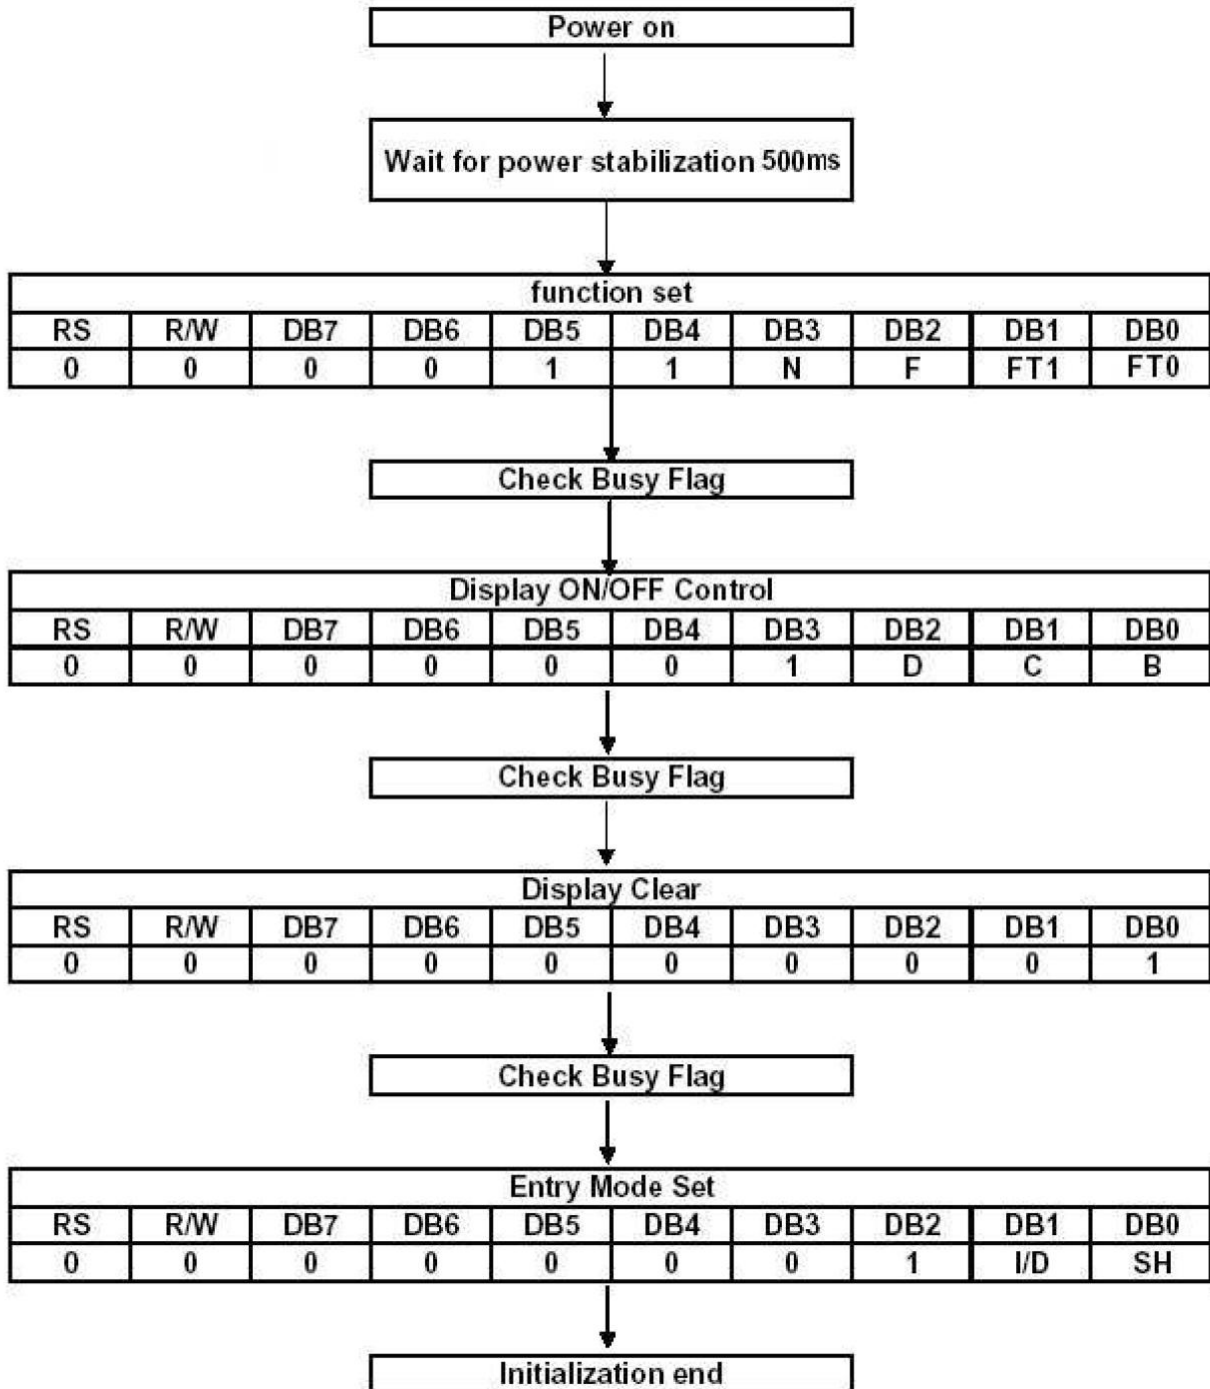 Power on
Wait for power stabilization 500ms
function set
RS R/W DB7 DB6 DB5 DB4 DB3 DB2 DB1 DB0
0 0 0 0 1 1 N F FT1 FT0
Check Busy Flag
Display ON/OFF Control
RS R/W DB7 DB6 DB5 DB4 DB3 DB2 DB1 DB0
0 0 0 0 0 0 1 D C B
Check Busy Flag
Display Clear
RS R/W DB7 DB6 DB5 DB4 DB3 DB2 DB1 DB0
0 0 0 0 0 0 0 0 0 1
Check Busy Flag
Entry Mode Set
RS R/W DB7 DB6 DB5 DB4 DB3 DB2 DB1 DB0
0 0 0 0 0 0 0 1 I/D SH
Initialization end